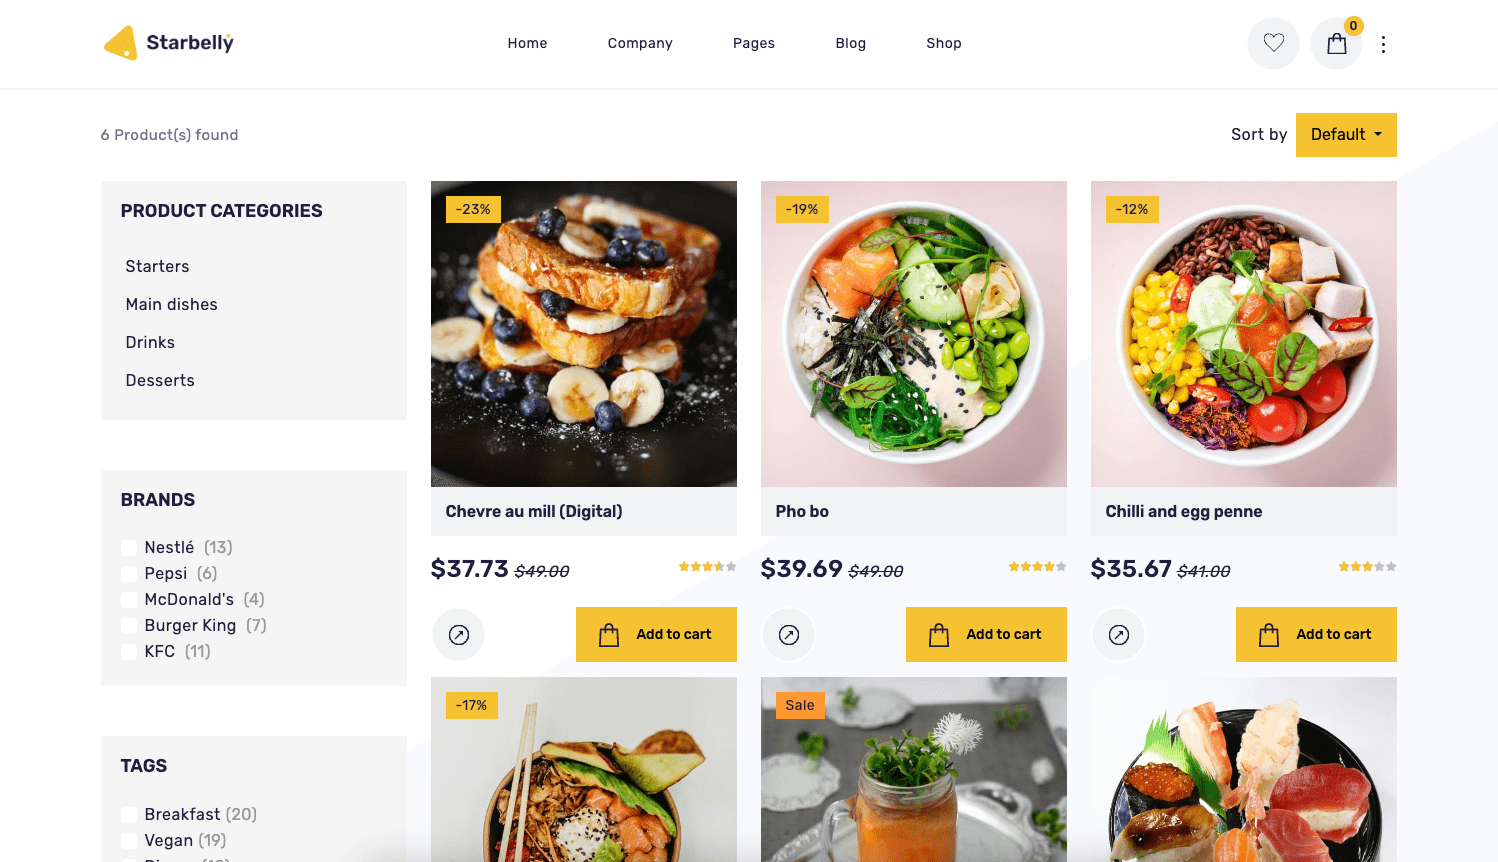 Starbelly
Home
Company
Pages
Blog
Shop
0
6 Product(s) found
Sort by
Default
PRODUCT CATEGORIES
Starters
Main dishes
Drinks
Desserts
BRANDS
Nestlé (13)
Pepsi (6)
McDonald's (4)
Burger King (7)
KFC (11)
TAGS
Breakfast (20)
Vegan (19)
-23%
Chevre au mill (Digital)
$37.73 $49.00
Add to cart
-19%
Pho bo
$39.69 $49.00
Add to cart
-12%
Chilli and egg penne
$35.67 $41.00
Add to cart
-17%
Sale